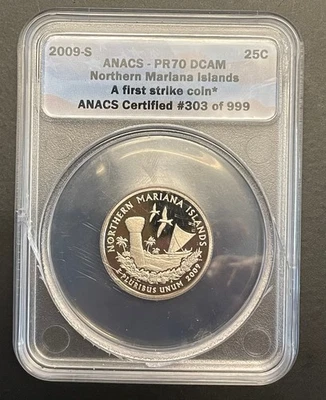 2009-S 25C
ANACS - PR70 DCAM
Northern Mariana Islands
A first strike coin*
ANACS Certified #303 of 999
NORTHERN MARIANA ISLANDS
E·PLURIBUS UNUM 2009